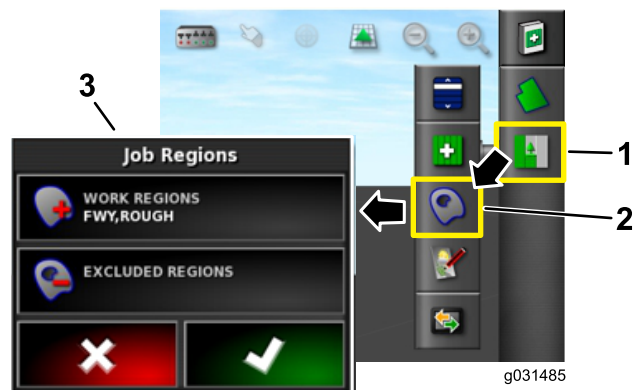 3
Job Regions
WORK REGIONS
FWY,ROUGH
EXCLUDED REGIONS
1
2
g031485